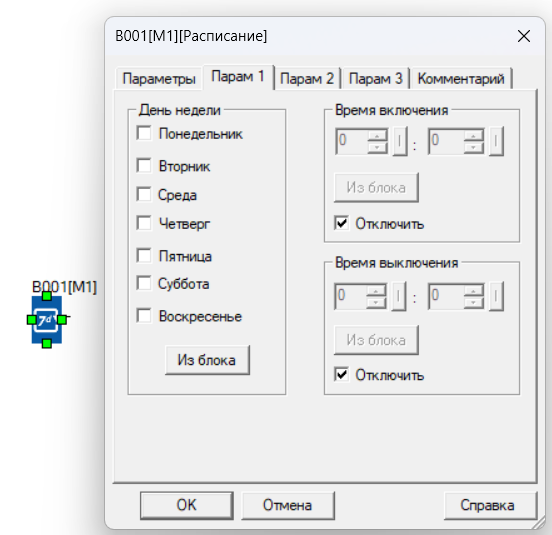 B001[M1][Расписание]
Параметры Парам 1 Парам 2 Парам 3 Комментарий
День недели
Понедельник
Вторник
Среда
Четверг
Пятница
Суббота
Воскресенье
Из блока
Время включения
0 : 0
Из блока
Отключить
Время выключения
0 : 0
Из блока
Отключить
B001[M1]
7d
OK Отмена Справка